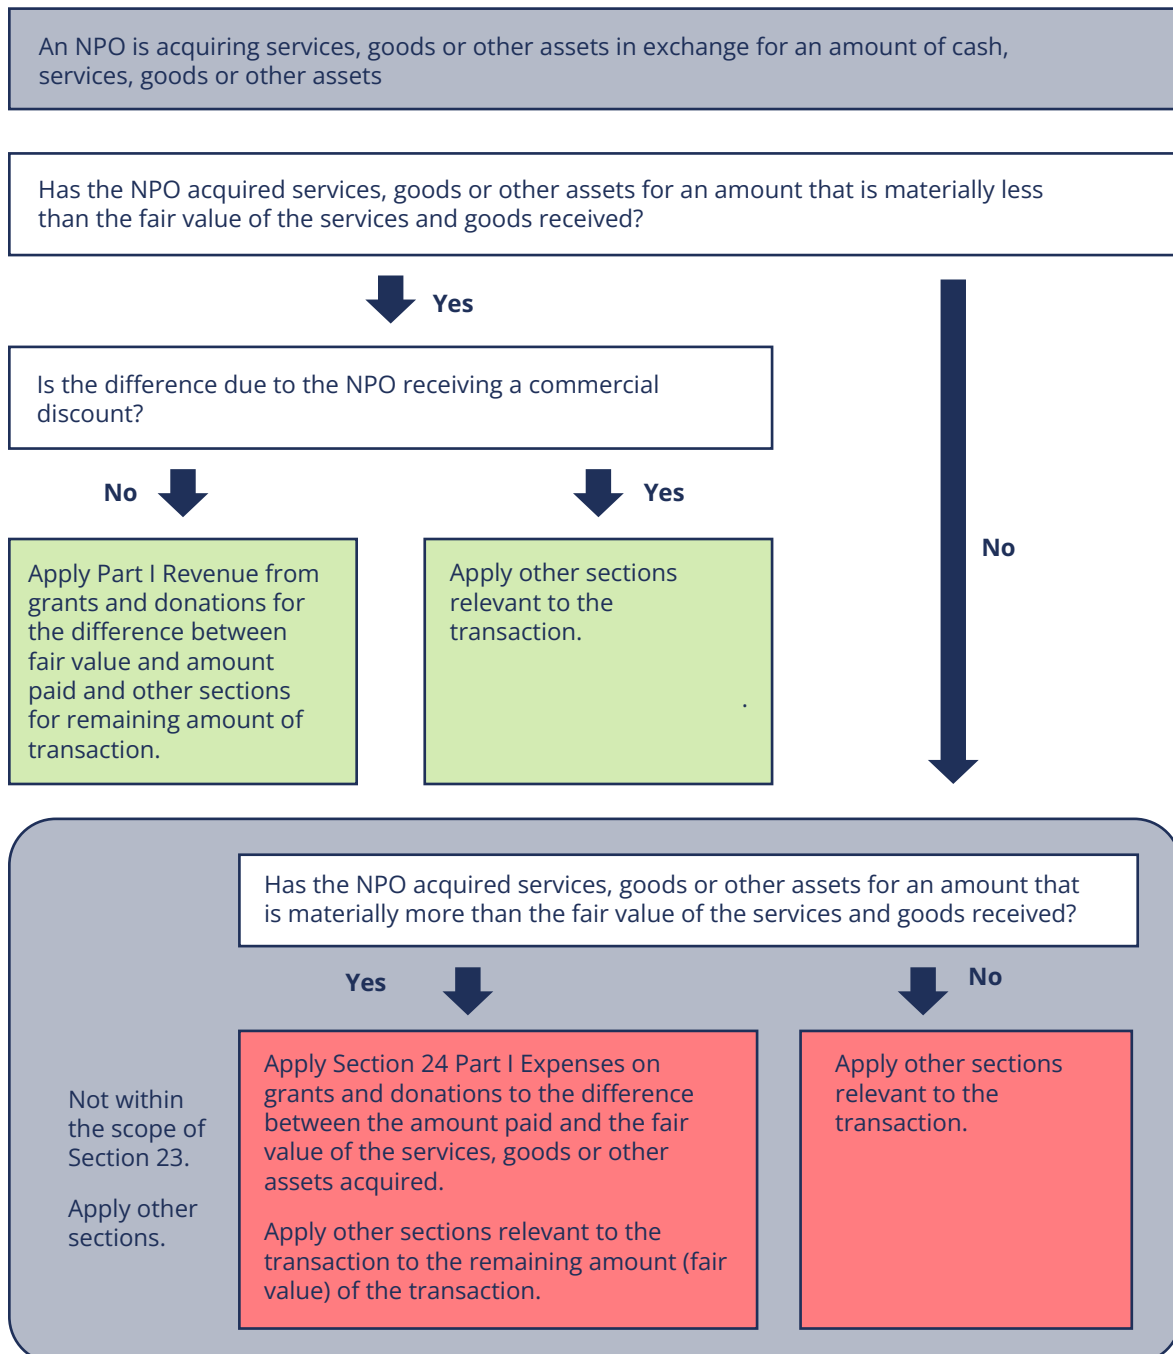 An NPO is acquiring services, goods or other assets in exchange for an amount of cash,
services, goods or other assets
Has the NPO acquired services, goods or other assets for an amount that is materially less
than the fair value of the services and goods received?
Yes
Is the difference due to the NPO receiving a commercial
discount?
No
Yes
No
Apply Part I Revenue from
grants and donations for
the difference between
fair value and amount
paid and other sections
for remaining amount of
transaction.
Apply other sections
relevant to the
transaction.
.
Has the NPO acquired services, goods or other assets for an amount that
is materially more than the fair value of the services and goods received?
Yes
No
Not within
the scope of
Section 23.
Apply other
sections.
Apply Section 24 Part I Expenses on
grants and donations to the difference
between the amount paid and the fair
value of the services, goods or other
assets acquired.
Apply other sections relevant to the
transaction to the remaining amount (fair
value) of the transaction.
Apply other sections
relevant to the
transaction.